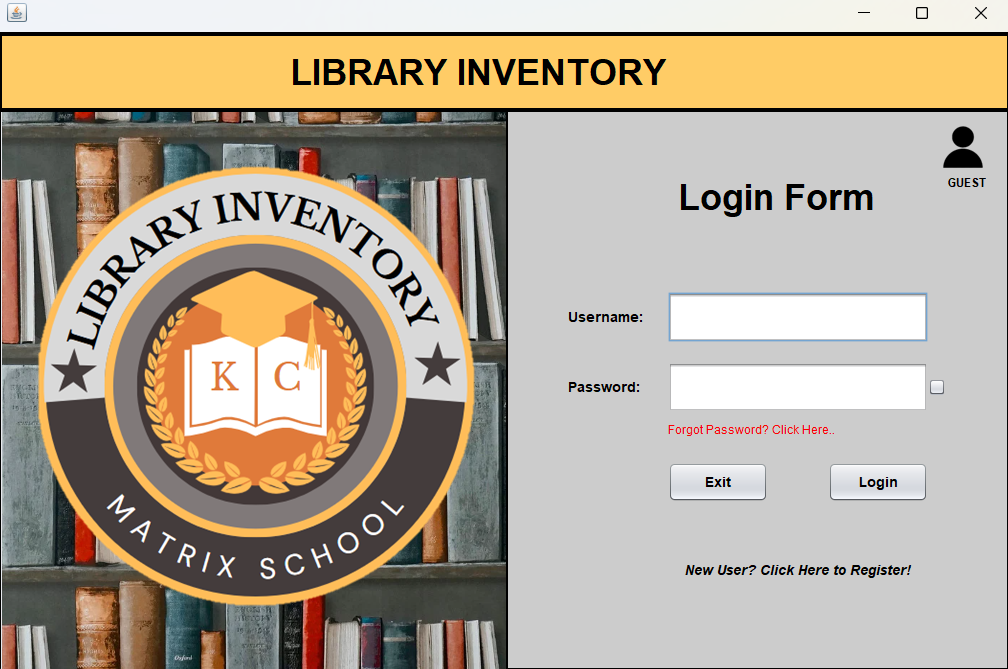 LIBRARY INVENTORY
LIBRARY INVENTORY
K C
MATRIX SCHOOL
Oxford
GUEST
Login Form
Username:
Password:
Forgot Password? Click Here..
Exit
Login
New User? Click Here to Register!